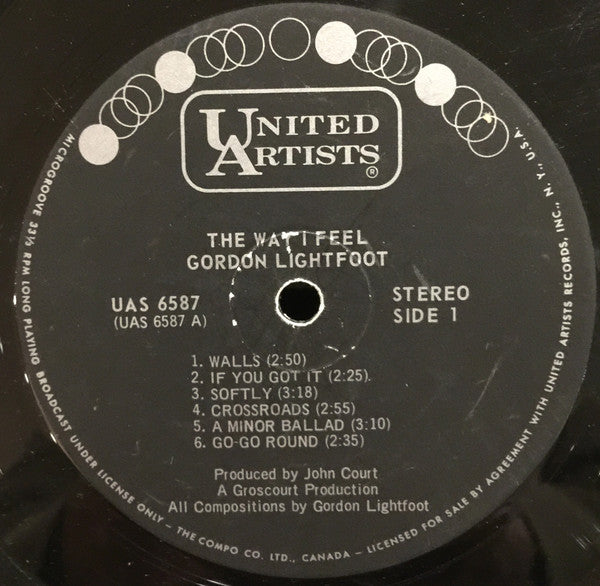 UNITED
ARTISTS
®
THE WAY I FEEL
GORDON LIGHTFOOT
UAS 6587
(UAS 6587 A)
STEREO
SIDE 1
1. WALLS (2:50)
2. IF YOU GOT IT (2:25)
3. SOFTLY (3:18)
4. CROSSROADS (2:55)
5. A MINOR BALLAD (3:10)
6. GO-GO ROUND (2:35)
Produced by John Court
A Groscourt Production
All Compositions by Gordon Lightfoot
MICROGROOVE 33⅓ RPM LONG PLAYING BROADCAST UNDER LICENSE ONLY - THE COMPO CO. LTD., CANADA - LICENSED FOR SALE BY AGREEMENT WITH UNITED ARTISTS RECORDS, INC., N. Y., U.S.A.